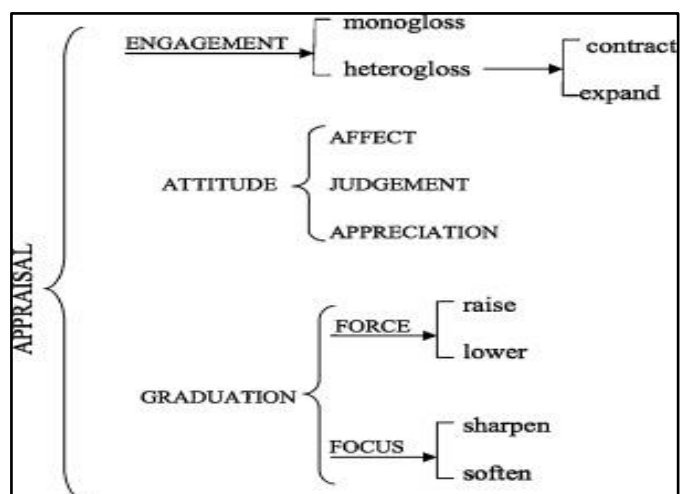 monogloss
ENGAGEMENT
heterogloss
contract
expand
AFFECT
ATTITUDE
JUDGEMENT
APPRECIATION
APPRAISAL
raise
FORCE
lower
GRADUATION
sharpen
FOCUS
soften